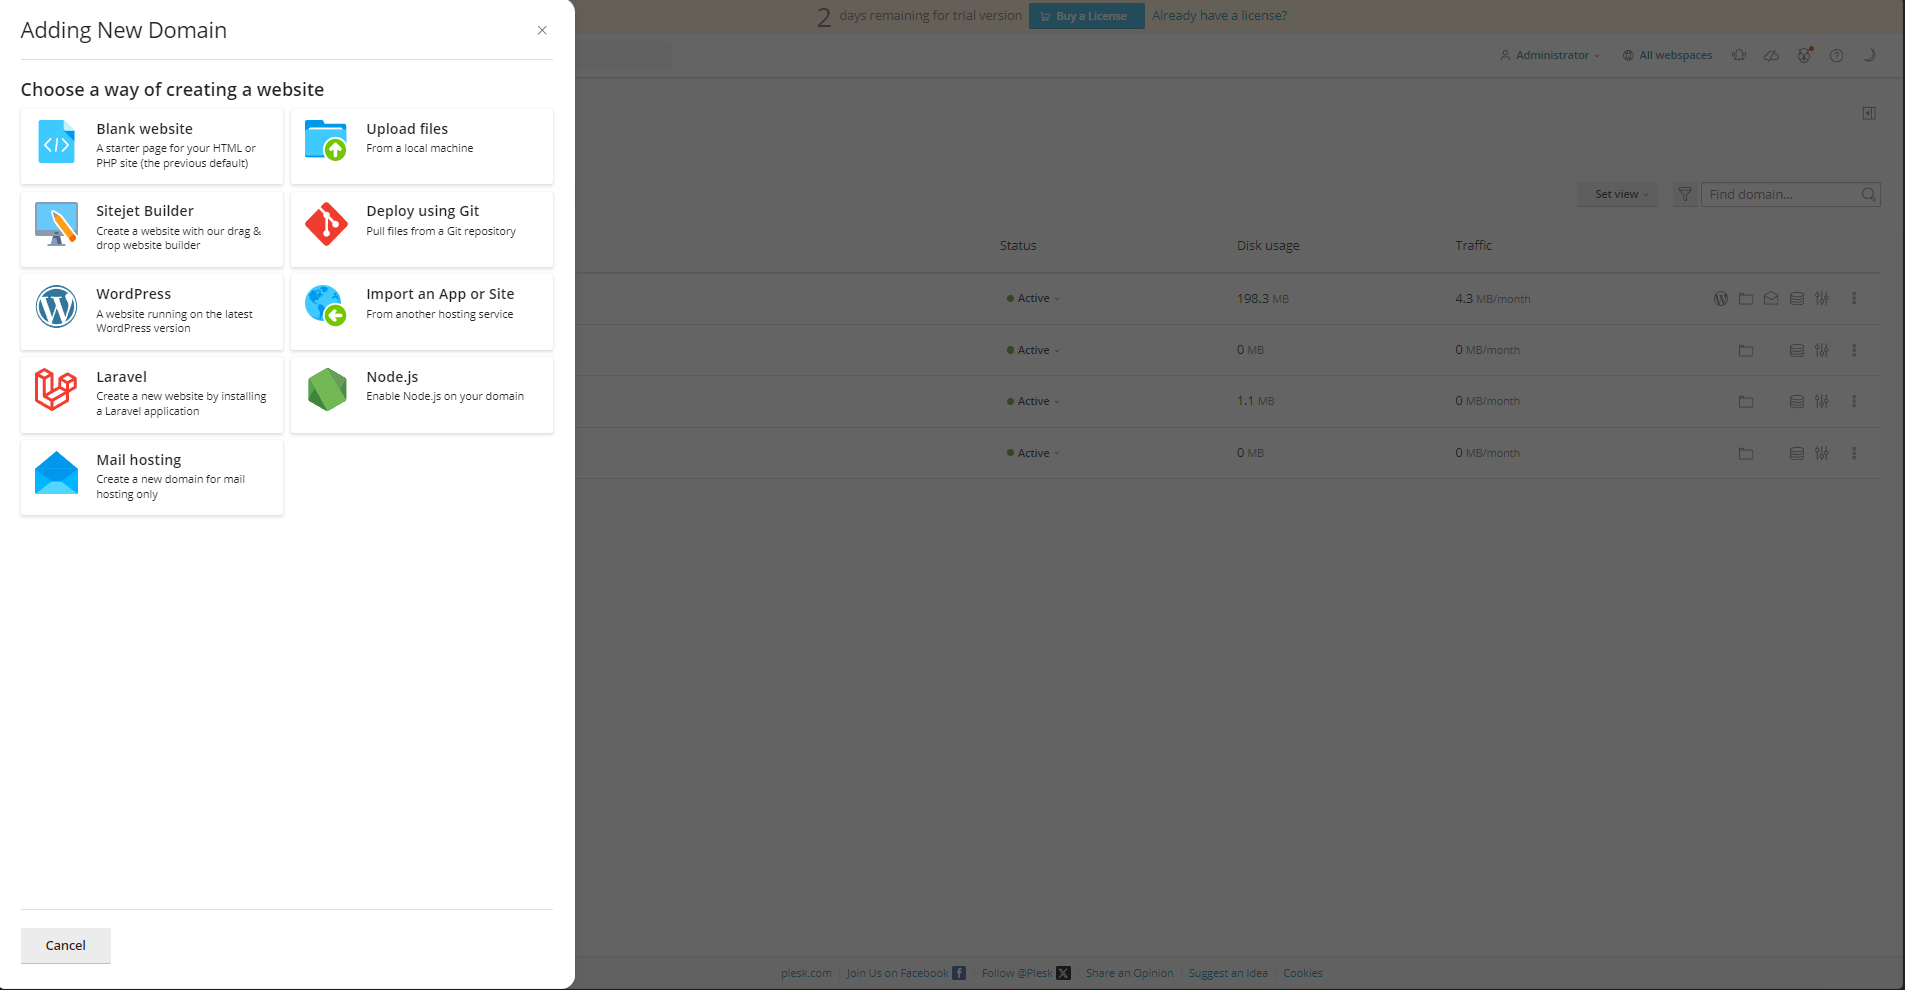 Adding New Domain
Choose a way of creating a website
Blank website
A starter page for your HTML or
PHP site (the previous default)
Upload files
From a local machine
Sitejet Builder
Create a website with our drag &
drop website builder
Deploy using Git
Pull files from a Git repository
WordPress
A website running on the latest
WordPress version
Import an App or Site
From another hosting service
Laravel
Create a new website by installing
a Laravel application
Node.js
Enable Node.js on your domain
Mail hosting
Create a new domain for mail
hosting only
Cancel
2 days remaining for trial version Buy a License Already have a license?
Administrator All webspaces
Set view Find domain...
Status Disk usage Traffic
Active 198.3 MB 4.3 MB/month
Active 0 MB 0 MB/month
Active 1.1 MB 0 MB/month
Active 0 MB 0 MB/month
plesk.com Join Us on Facebook Follow @Plesk Share an Opinion Suggest an Idea Cookies